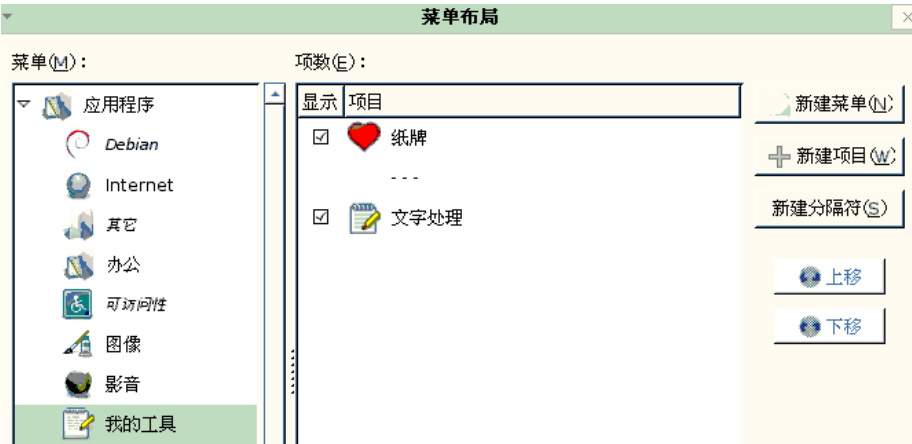 菜单布局
菜单(M)：
项数(E)：
应用程序
Debian
Internet
其它
办公
可访问性
图像
影音
我的工具
显示 项目
纸牌
---
文字处理
新建菜单(N)
新建项目(W)
新建分隔符(S)
上移
下移